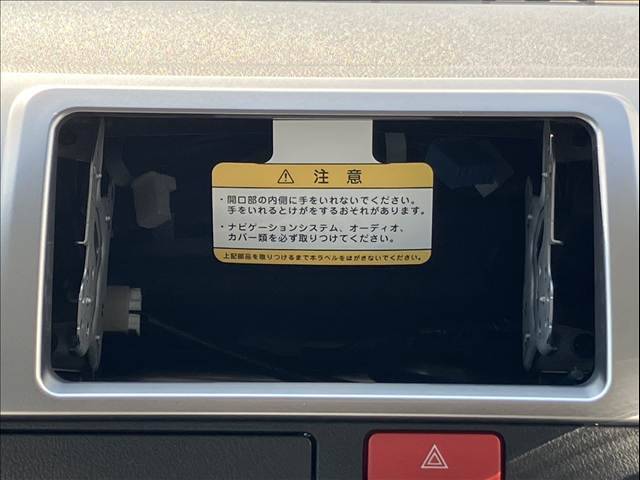 ⚠ 注意
・開口部の内側に手をいれないでください。
手をいれるとけがをするおそれがあります。
・ナビゲーションシステム、オーディオ、
カバー類を必ず取りつけてください。
上記部品を取りつけるまで本ラベルをはがさないでください。